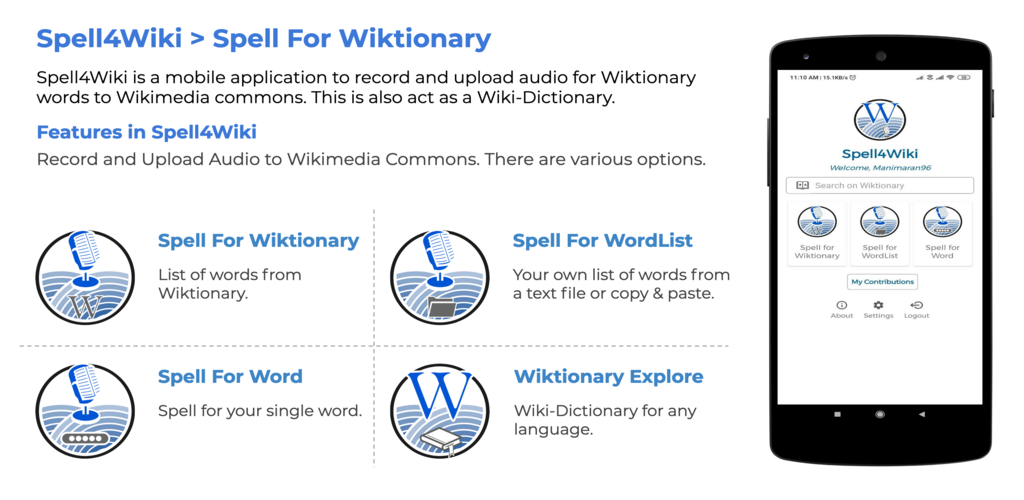 Spell4Wiki > Spell For Wiktionary
Spell4Wiki is a mobile application to record and upload audio for Wiktionary
words to Wikimedia commons. This is also act as a Wiki-Dictionary.
Features in Spell4Wiki
Record and Upload Audio to Wikimedia Commons. There are various options.
Spell For Wiktionary
List of words from
Wiktionary.
Spell For WordList
Your own list of words from
a text file or copy & paste.
Spell For Word
Spell for your single word.
Wiktionary Explore
Wiki-Dictionary for any
language.
11:10 AM | 15.1KB/s
W
Spell4Wiki
Welcome, Manimaran96
Search on Wiktionary
Spell for
Wiktionary
Spell for
WordList
Spell for
Word
My Contributions
About
Settings
Logout
W
W